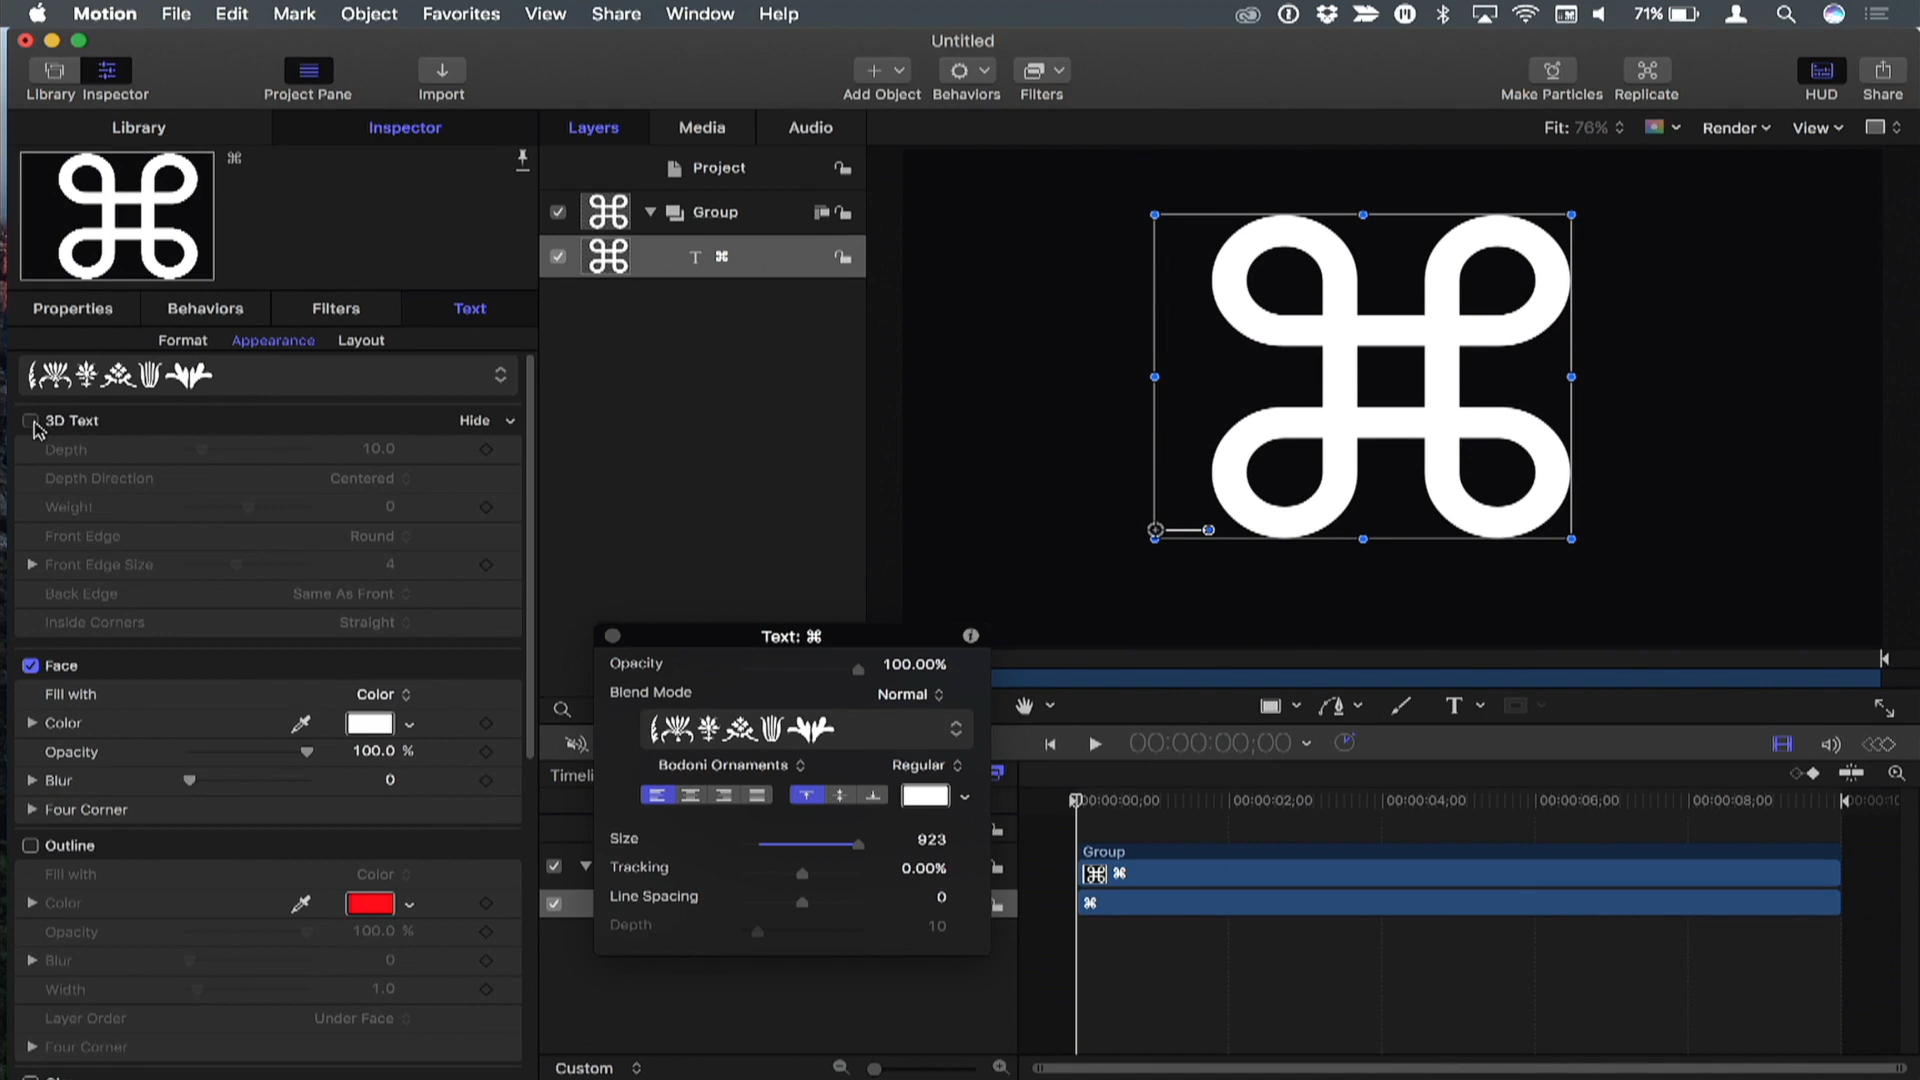 Motion File Edit Mark Object Favorites View Share Window Help 71%
Untitled
Library Inspector Project Pane Import Add Object Behaviors Filters Make Particles Replicate HUD Share
Library Inspector Layers Media Audio Fit: 76% Render View
⌘
Project
Group
⌘
T ⌘
Properties Behaviors Filters Text
Format Appearance Layout
3D Text Hide
Depth 10.0
Depth Direction Centered
Weight 0
Front Edge Round
Front Edge Size 4
Back Edge Same As Front
Inside Corners Straight
Face
Fill with Color
Color
Opacity 100.0 %
Blur 0
Four Corner
Outline
Fill with Color
Color
Opacity 100.0 %
Blur 0
Width 1.0
Layer Order Under Face
Four Corner
Text: ⌘
Opacity 100.00%
Blend Mode Normal
Bodoni Ornaments Regular
Size 923
Tracking 0.00%
Line Spacing 0
Depth 10
T
00:00:00;00
Timeli
00:00:00;00 00:00:02;00 00:00:04;00 00:00:06;00 00:00:08;00 00:00:10
Group
⌘ ⌘
⌘
Custom